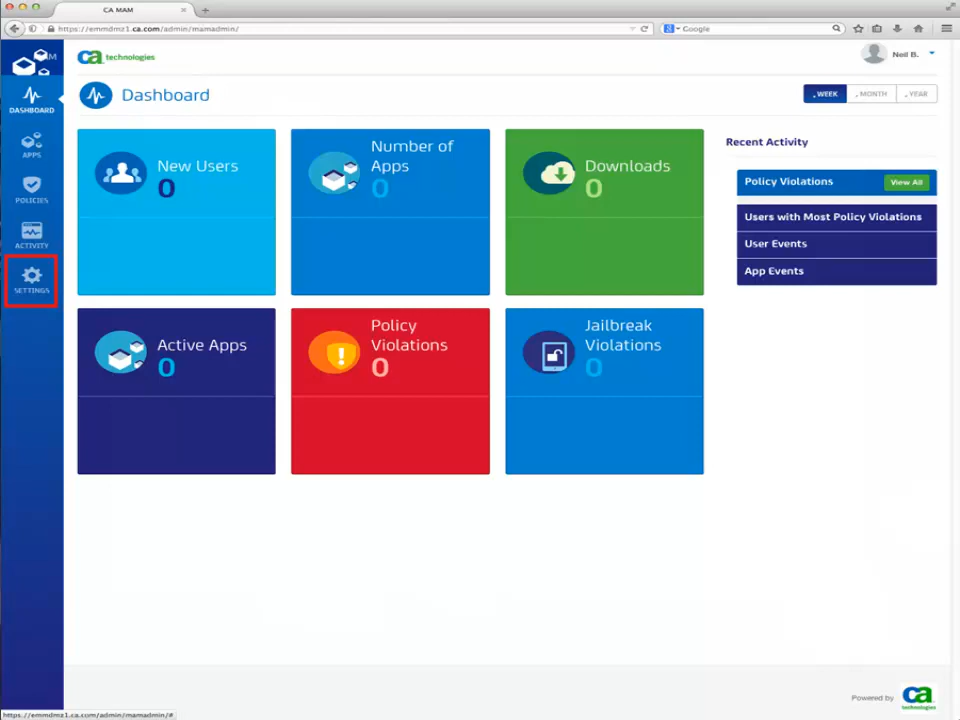 CA MAM
https://emmdmz1.ca.com/admin/mamadmin/
Google
AM
ca technologies
Neil B.
DASHBOARD
APPS
POLICIES
ACTIVITY
SETTINGS
Dashboard
WEEK
MONTH
YEAR
New Users
0
Number of
Apps
0
Downloads
0
Active Apps
0
Policy
Violations
0
Jailbreak
Violations
0
Recent Activity
Policy Violations
View All
Users with Most Policy Violations
User Events
App Events
Powered by
ca
technologies
https://emmdmz1.ca.com/admin/mamadmin/#